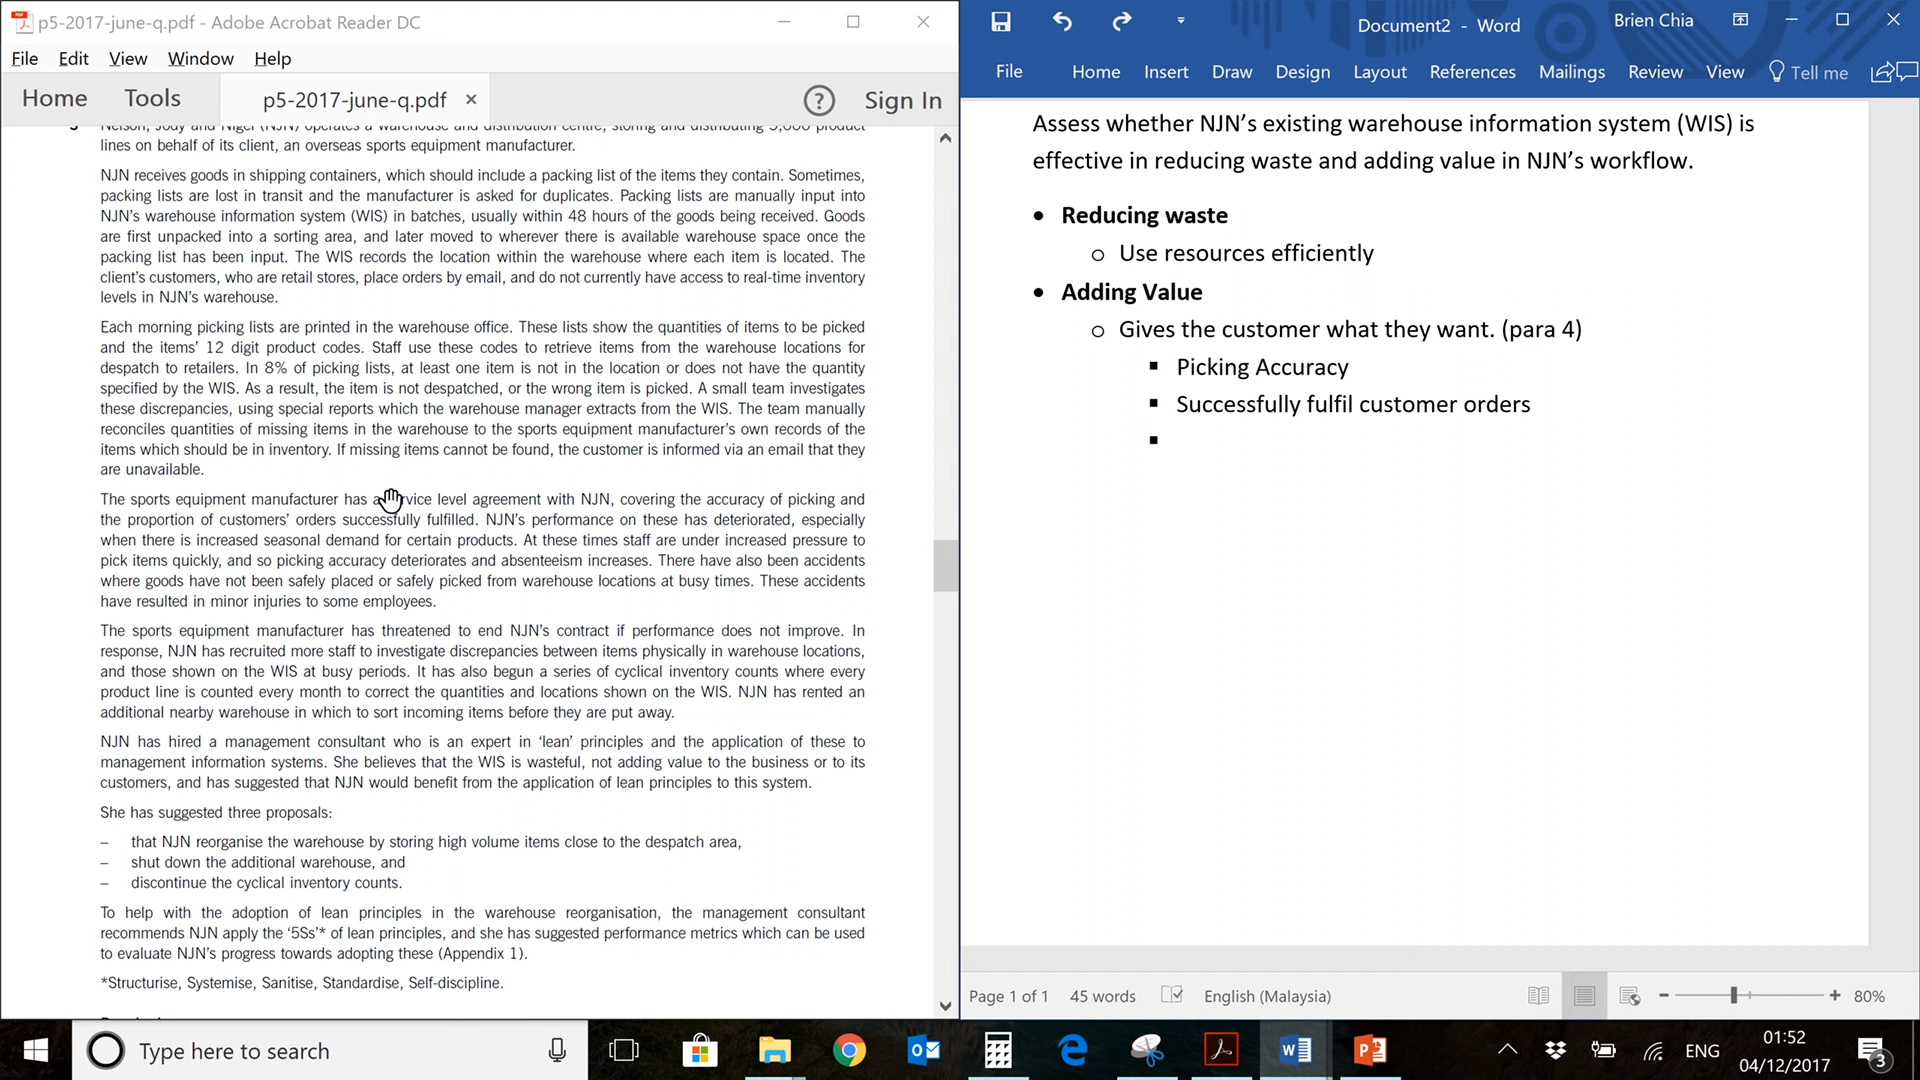 p5-2017-june-q.pdf - Adobe Acrobat Reader DC
File Edit View Window Help
Home Tools p5-2017-june-q.pdf × ? Sign In
Nelson, Jody and Nigel (NJN) operates a warehouse and distribution centre, storing and distributing 5,000 product
lines on behalf of its client, an overseas sports equipment manufacturer.
NJN receives goods in shipping containers, which should include a packing list of the items they contain. Sometimes,
packing lists are lost in transit and the manufacturer is asked for duplicates. Packing lists are manually input into
NJN's warehouse information system (WIS) in batches, usually within 48 hours of the goods being received. Goods
are first unpacked into a sorting area, and later moved to wherever there is available warehouse space once the
packing list has been input. The WIS records the location within the warehouse where each item is located. The
client's customers, who are retail stores, place orders by email, and do not currently have access to real-time inventory
levels in NJN's warehouse.
Each morning picking lists are printed in the warehouse office. These lists show the quantities of items to be picked
and the items' 12 digit product codes. Staff use these codes to retrieve items from the warehouse locations for
despatch to retailers. In 8% of picking lists, at least one item is not in the location or does not have the quantity
specified by the WIS. As a result, the item is not despatched, or the wrong item is picked. A small team investigates
these discrepancies, using special reports which the warehouse manager extracts from the WIS. The team manually
reconciles quantities of missing items in the warehouse to the sports equipment manufacturer's own records of the
items which should be in inventory. If missing items cannot be found, the customer is informed via an email that they
are unavailable.
The sports equipment manufacturer has a service level agreement with NJN, covering the accuracy of picking and
the proportion of customers' orders successfully fulfilled. NJN's performance on these has deteriorated, especially
when there is increased seasonal demand for certain products. At these times staff are under increased pressure to
pick items quickly, and so picking accuracy deteriorates and absenteeism increases. There have also been accidents
where goods have not been safely placed or safely picked from warehouse locations at busy times. These accidents
have resulted in minor injuries to some employees.
The sports equipment manufacturer has threatened to end NJN's contract if performance does not improve. In
response, NJN has recruited more staff to investigate discrepancies between items physically in warehouse locations,
and those shown on the WIS at busy periods. It has also begun a series of cyclical inventory counts where every
product line is counted every month to correct the quantities and locations shown on the WIS. NJN has rented an
additional nearby warehouse in which to sort incoming items before they are put away.
NJN has hired a management consultant who is an expert in 'lean' principles and the application of these to
management information systems. She believes that the WIS is wasteful, not adding value to the business or to its
customers, and has suggested that NJN would benefit from the application of lean principles to this system.
She has suggested three proposals:
– that NJN reorganise the warehouse by storing high volume items close to the despatch area,
– shut down the additional warehouse, and
– discontinue the cyclical inventory counts.
To help with the adoption of lean principles in the warehouse reorganisation, the management consultant
recommends NJN apply the '5Ss'* of lean principles, and she has suggested performance metrics which can be used
to evaluate NJN's progress towards adopting these (Appendix 1).
*Structurise, Systemise, Sanitise, Standardise, Self-discipline.
Document2 - Word
Brien Chia
File Home Insert Draw Design Layout References Mailings Review View Tell me
Assess whether NJN's existing warehouse information system (WIS) is
effective in reducing waste and adding value in NJN's workflow.
• Reducing waste
o Use resources efficiently
• Adding Value
o Gives the customer what they want. (para 4)
▪ Picking Accuracy
▪ Successfully fulfil customer orders
▪
Page 1 of 1 45 words English (Malaysia) 80%
Type here to search
ENG
01:52
04/12/2017
3